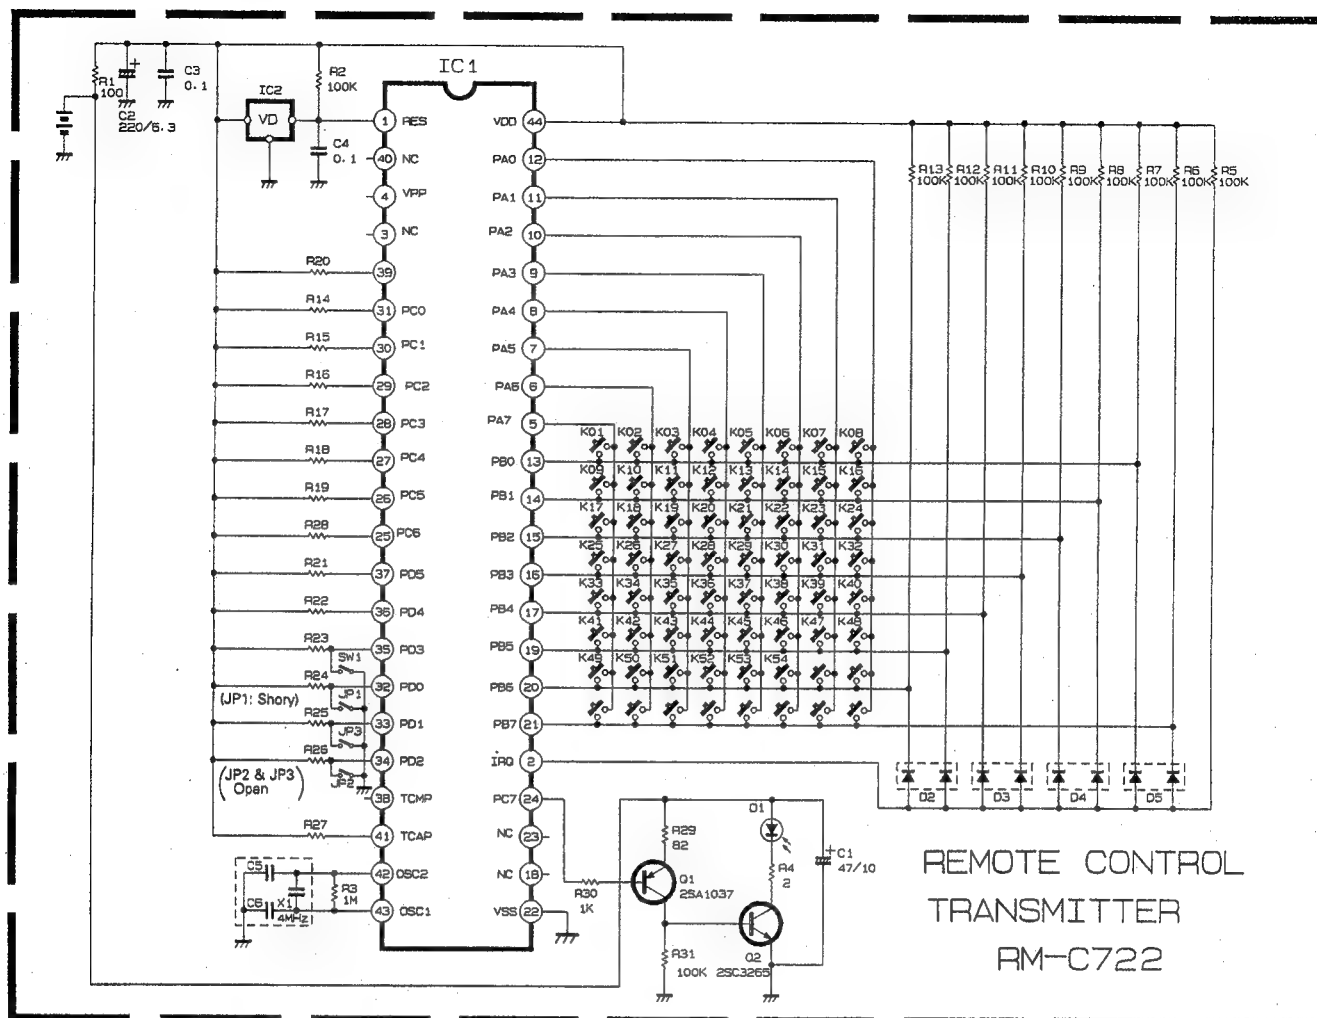 IC1
R1
100
C2
220/6.3
C3
0.1
IC2
VD
R2
100K
C4
0.1
1 RES
40 NC
4 VPP
3 NC
R20 39
R14 31 PC0
R15 30 PC1
R16 29 PC2
R17 28 PC3
R18 27 PC4
R19 26 PC5
R28 25 PC6
R21 37 PD5
R22 36 PD4
R23 35 PD3
SW1
R24 32 PD0
(JP1: Shory) JP1
R25 33 PD1
JP3
R26 34 PD2
(JP2 & JP3)
Open
JP2
38 TCMP
R27 41 TCAP
C5 42 OSC2
R3
1M
C6 X1
4MHz
43 OSC1
VDD 44
PA0 12
PA1 11
PA2 10
PA3 9
PA4 8
PA5 7
PA6 6
PA7 5
PB0 13
PB1 14
PB2 15
PB3 16
PB4 17
PB5 19
PB6 20
PB7 21
IRQ 2
PC7 24
NC 23
NC 18
VSS 22
K01 K02 K03 K04 K05 K06 K07 K08
K09 K10 K11 K12 K13 K14 K15 K16
K17 K18 K19 K20 K21 K22 K23 K24
K25 K26 K27 K28 K29 K30 K31 K32
K33 K34 K35 K36 K37 K38 K39 K40
K41 K42 K43 K44 K45 K46 K47 K48
K49 K50 K51 K52 K53 K54
R13 R12 R11 R10 R9 R8 R7 R6 R5
100K 100K 100K 100K 100K 100K 100K 100K 100K
D2 D3 D4 D5
R29
82
D1
C1
47/10
R4
2
R30
1K
Q1
2SA1037
R31
100K
Q2
2SC3265
REMOTE CONTROL
TRANSMITTER
RM-C722